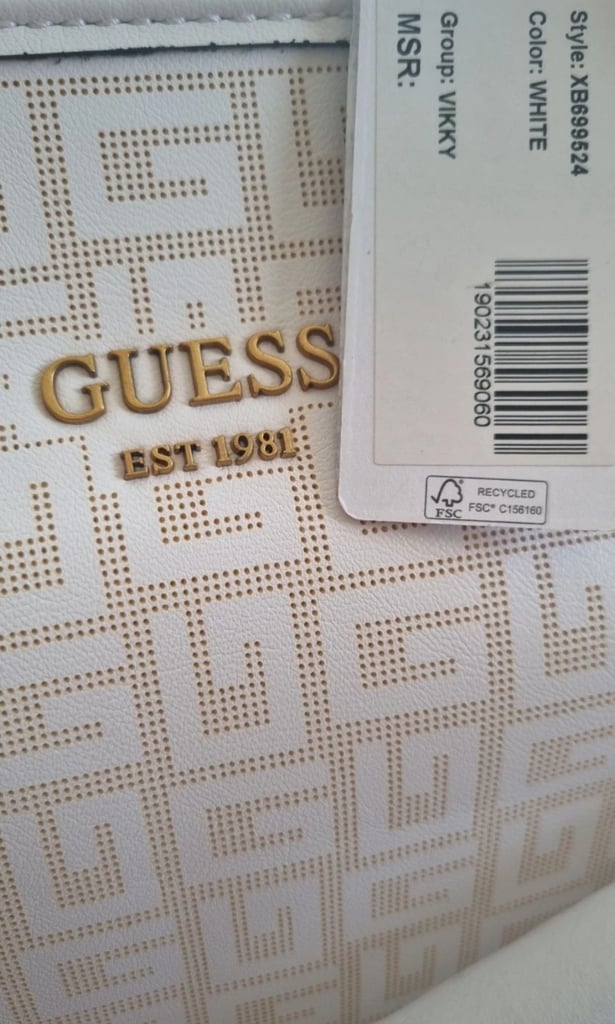 GUESS
EST 1981
Style: XB699524
Color: WHITE
Group: VIKKY
MSR:
190231569060
FSC
RECYCLED
FSC® C156160